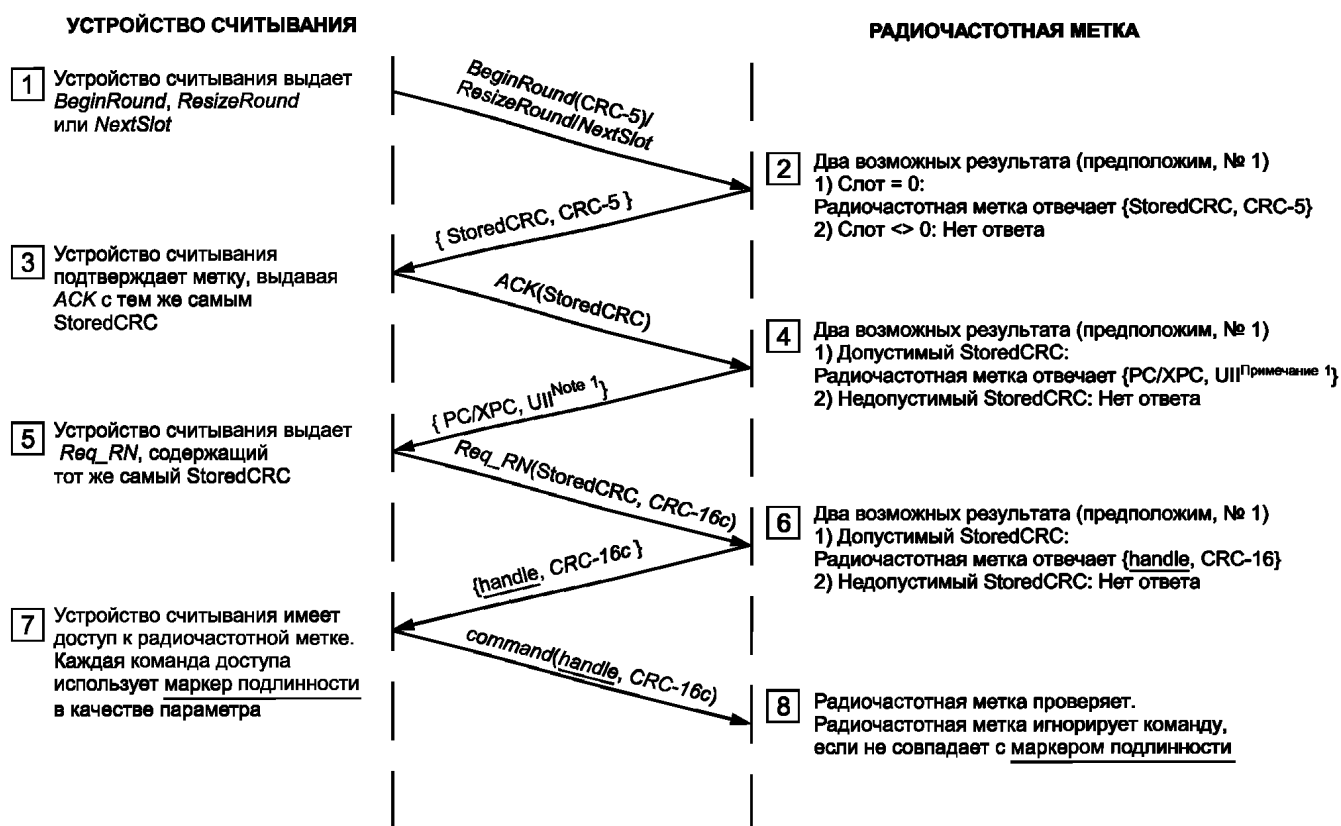 УСТРОЙСТВО СЧИТЫВАНИЯ
РАДИОЧАСТОТНАЯ МЕТКА
1 Устройство считывания выдает
BeginRound, ResizeRound
или NextSlot
BeginRound(CRC-5)/
ResizeRound/NextSlot
2 Два возможных результата (предположим, № 1)
1) Слот = 0:
Радиочастотная метка отвечает {StoredCRC, CRC-5}
2) Слот <> 0: Нет ответа
{ StoredCRC, CRC-5 }
3 Устройство считывания
подтверждает метку, выдавая
ACK с тем же самым
StoredCRC
ACK(StoredCRC)
4 Два возможных результата (предположим, № 1)
1) Допустимый StoredCRC:
Радиочастотная метка отвечает {PC/XPC, UII Примечание 1}
2) Недопустимый StoredCRC: Нет ответа
{ PC/XPC, UII Note 1}
5 Устройство считывания выдает
Req_RN, содержащий
тот же самый StoredCRC
Req_RN(StoredCRC, CRC-16c)
6 Два возможных результата (предположим, № 1)
1) Допустимый StoredCRC:
Радиочастотная метка отвечает {handle, CRC-16}
2) Недопустимый StoredCRC: Нет ответа
{handle, CRC-16c }
7 Устройство считывания имеет
доступ к радиочастотной метке.
Каждая команда доступа
использует маркер подлинности
в качестве параметра
command(handle, CRC-16c)
8 Радиочастотная метка проверяет.
Радиочастотная метка игнорирует команду,
если не совпадает с маркером подлинности